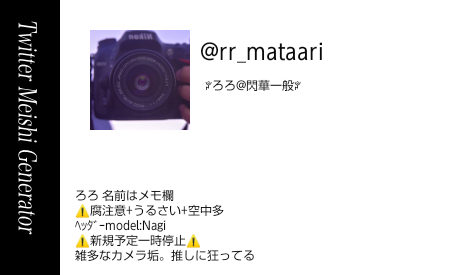 Twitter Meishi Generator
@rr_mataari
🕊ろろ@閃華一般🕊
ろろ 名前はメモ欄
⚠️腐注意+うるさい+空中多
ﾍｯﾀﾞｰmodel:Nagi
⚠️新規予定一時停止⚠️
雑多なカメラ垢。推しに狂ってる